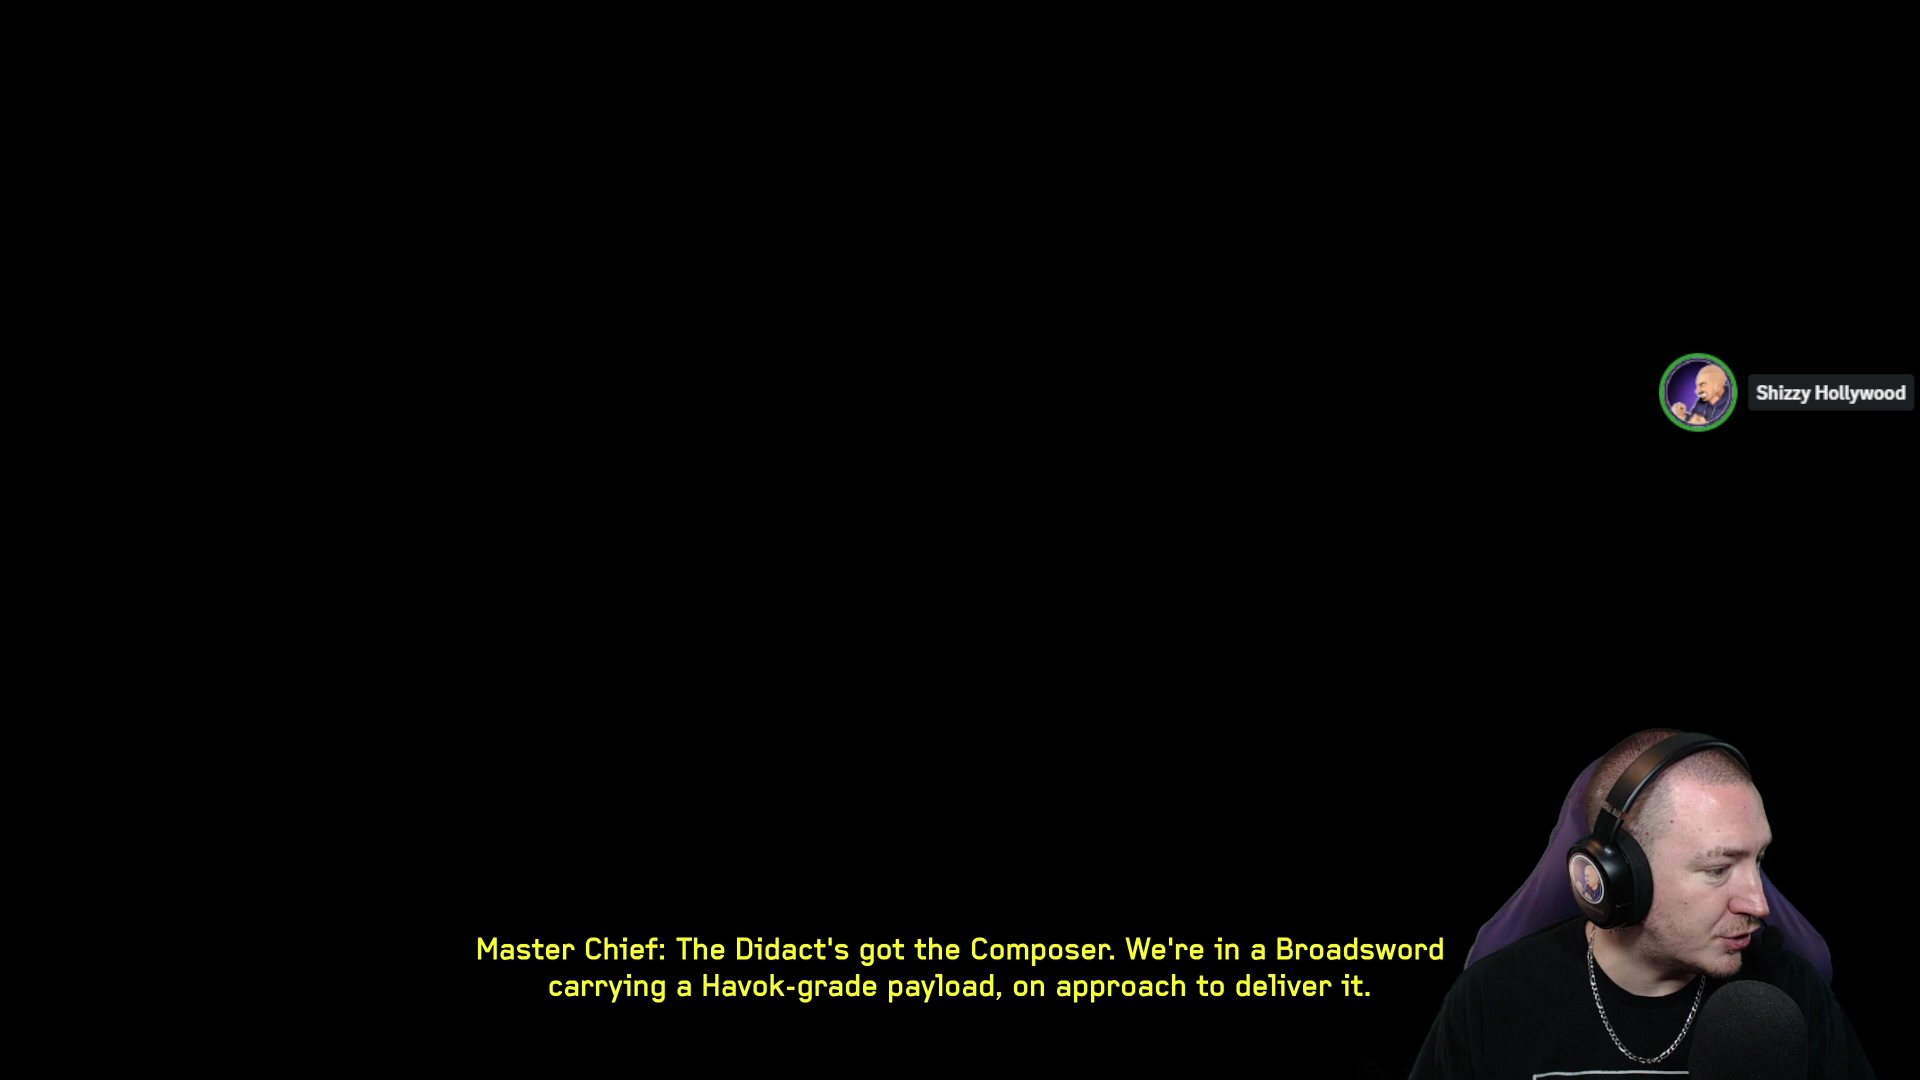 Shizzy Hollywood
Master Chief: The Didact's got the Composer. We're in a Broadsword
carrying a Havok-grade payload, on approach to deliver it.